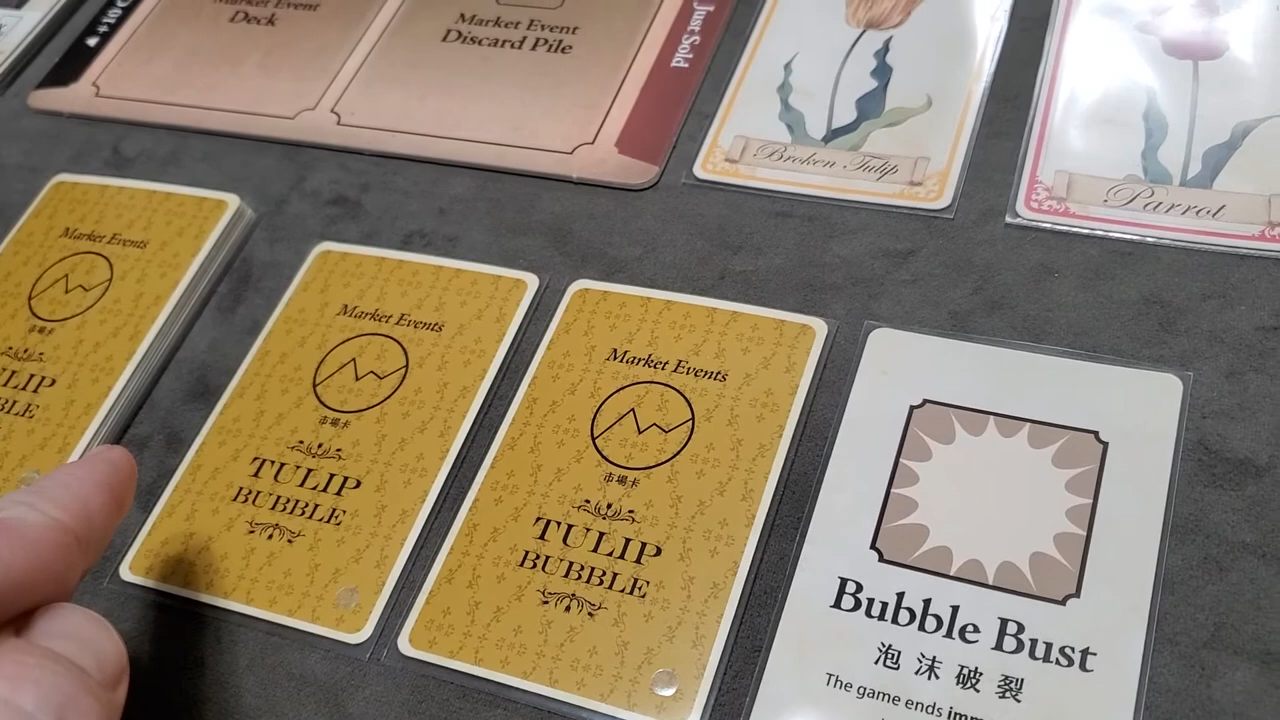 Market Event
Deck
Market Event
Discard Pile
Just Sold
Broken Tulip
Parrot
Market Events
市場卡
Market Events
市場卡
TULIP
BUBBLE
Market Events
市場卡
TULIP
BUBBLE
Bubble Bust
泡沫破裂
The game ends